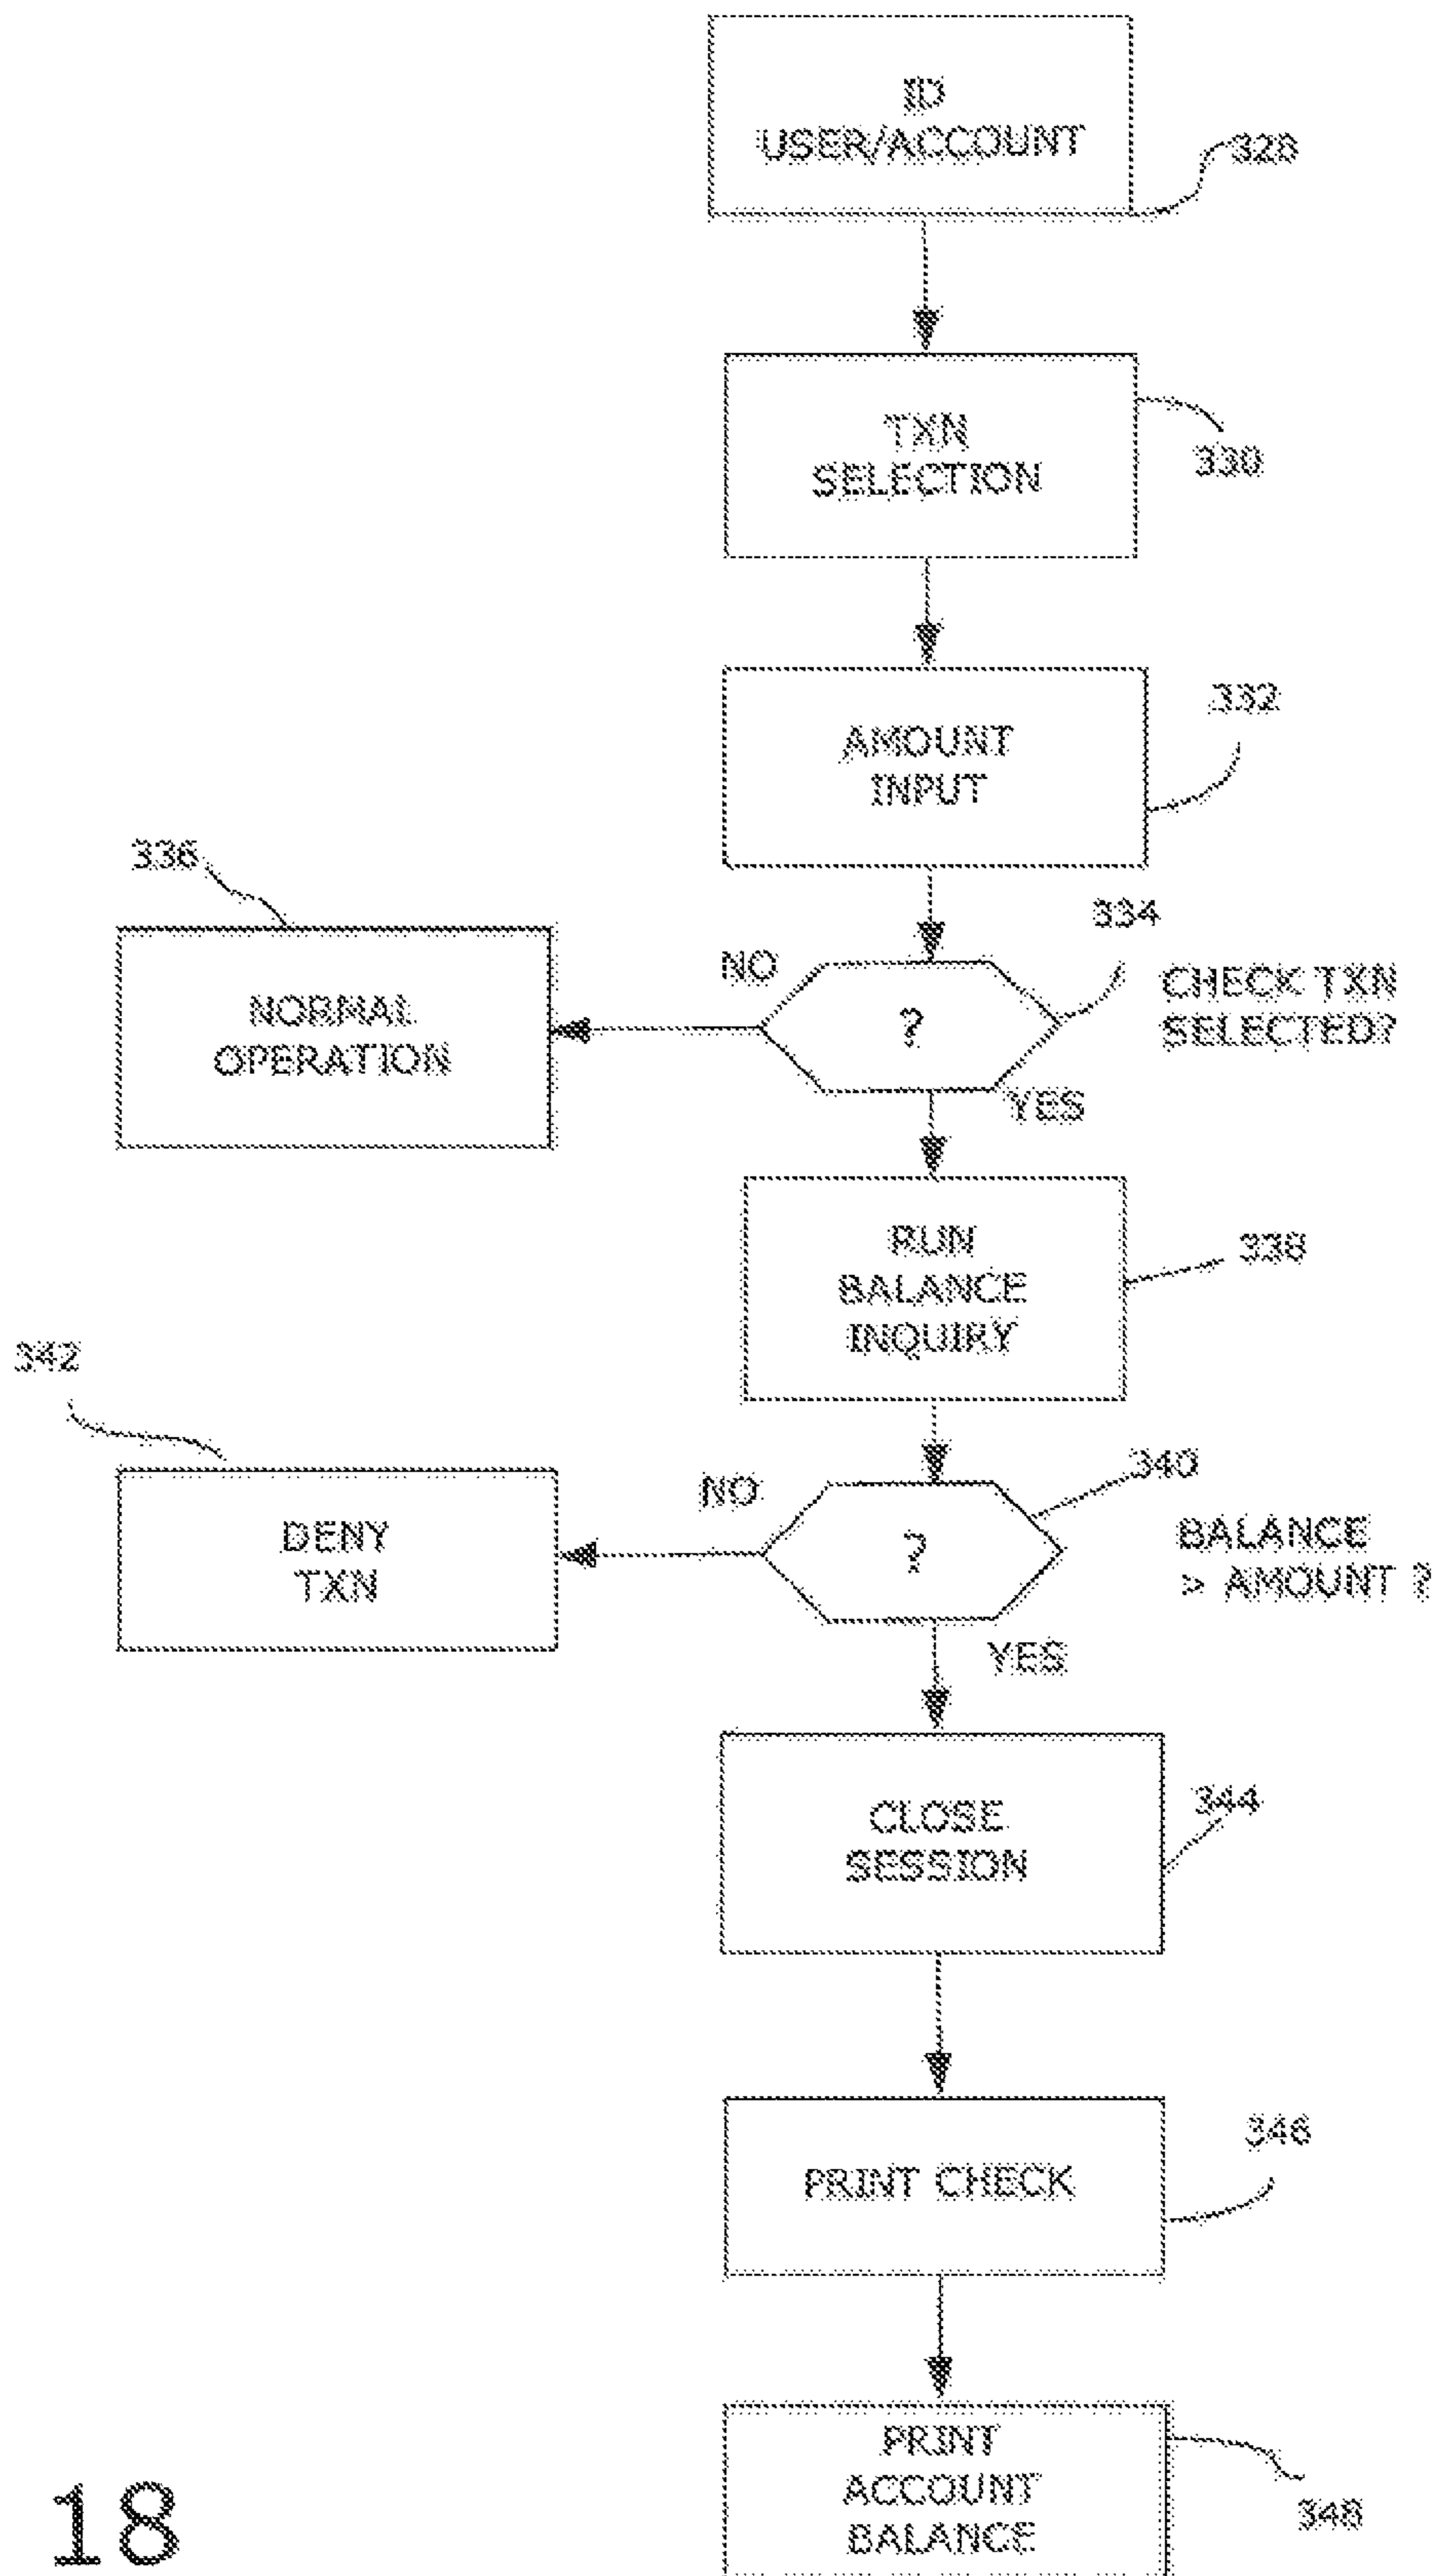 ID
USER/ACCOUNT
328
TXN
SELECTION
330
AMOUNT
INPUT
332
336
334
NO
CHECK TXN
SELECTED?
?
NORMAL
OPERATION
YES
RUN
BALANCE
INQUIRY
338
342
340
NO
BALANCE
> AMOUNT ?
?
DENY
TXN
YES
CLOSE
SESSION
344
PRINT CHECK
346
PRINT
ACCOUNT
BALANCE
348
18